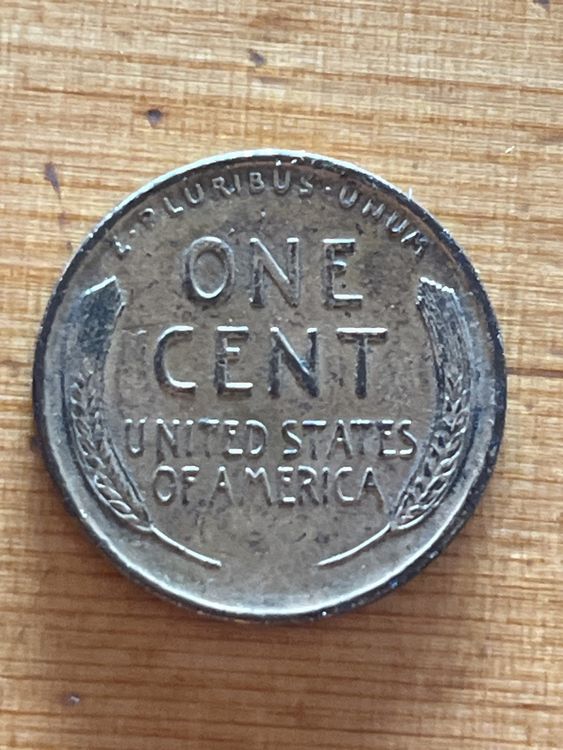 E·PLURIBUS·UNUM
ONE
CENT
UNITED STATES
OF AMERICA